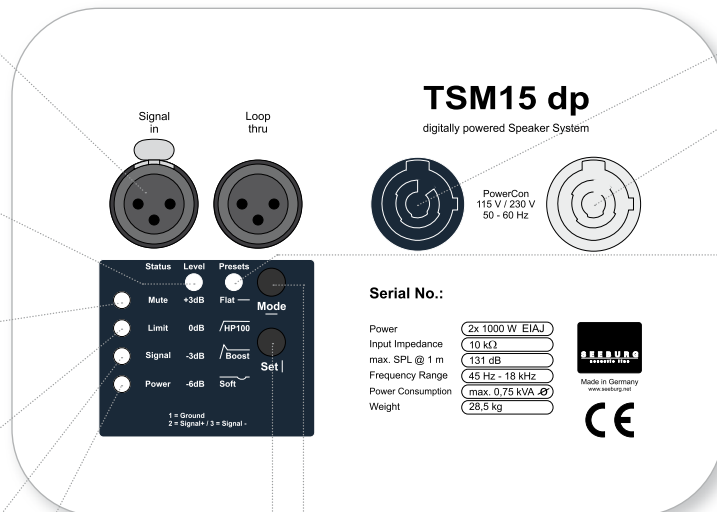 TSM15 dp
digitally powered Speaker System
Signal
in
Loop
thru
PowerCon
115 V / 230 V
50 - 60 Hz
Status Level Presets
Mute +3dB Flat
Mode
Limit 0dB HP100
Signal -3dB Boost
Set
Power -6dB Soft
1 = Ground
2 = Signal+ / 3 = Signal -
Serial No.:
Power 2x 1000 W EIAJ
Input Impedance 10 kΩ
max. SPL @ 1 m 131 dB
Frequency Range 45 Hz - 18 kHz
Power Consumption max. 0,75 kVA Ø
Weight 28,5 kg
SEEBURG
acoustic line
Made in Germany
www.seeburg.net
CE